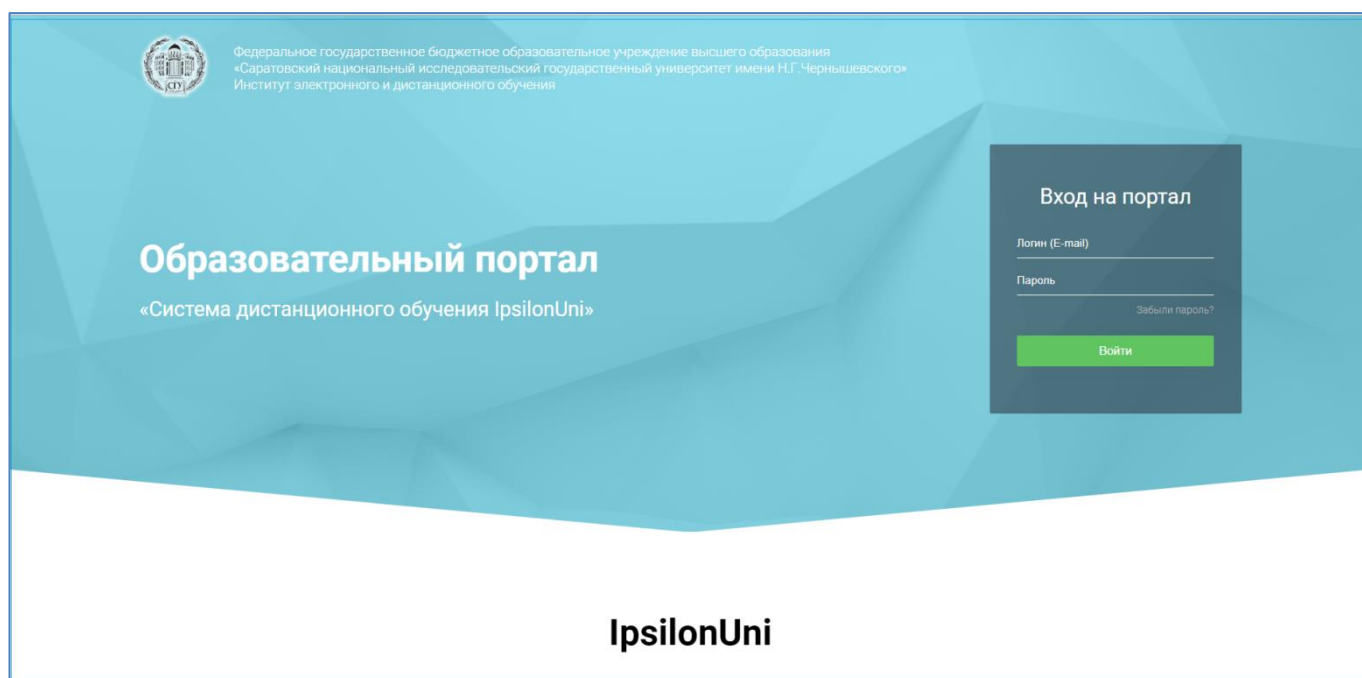 Федеральное государственное бюджетное образовательное учреждение высшего образования
«Саратовский национальный исследовательский государственный университет имени Н.Г.Чернышевского»
Институт электронного и дистанционного обучения
СГУ
Вход на портал
Логин (E-mail)
Образовательный портал
Пароль
«Система дистанционного обучения IpsilonUni»
Забыли пароль?
Войти
IpsilonUni